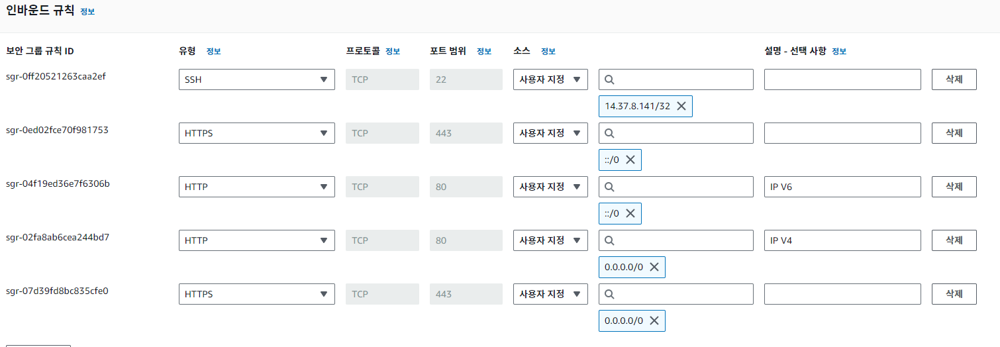 인바운드 규칙 정보
보안 그룹 규칙 ID 유형 정보 프로토콜 정보 포트 범위 정보 소스 정보 설명 - 선택 사항 정보
sgr-0ff20521263caa2ef SSH TCP 22 사용자 지정 삭제
14.37.8.141/32
sgr-0ed02fce70f981753 HTTPS TCP 443 사용자 지정 삭제
::/0
sgr-04f19ed36e7f6306b HTTP TCP 80 사용자 지정 IP V6 삭제
::/0
sgr-02fa8ab6cea244bd7 HTTP TCP 80 사용자 지정 IP V4 삭제
0.0.0.0/0
sgr-07d39fd8bc835cfe0 HTTPS TCP 443 사용자 지정 삭제
0.0.0.0/0